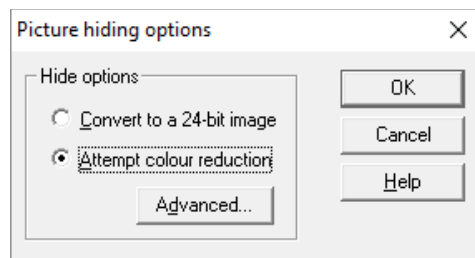 Picture hiding options
Hide options
Convert to a 24-bit image
Attempt colour reduction
Advanced...
OK
Cancel
Help